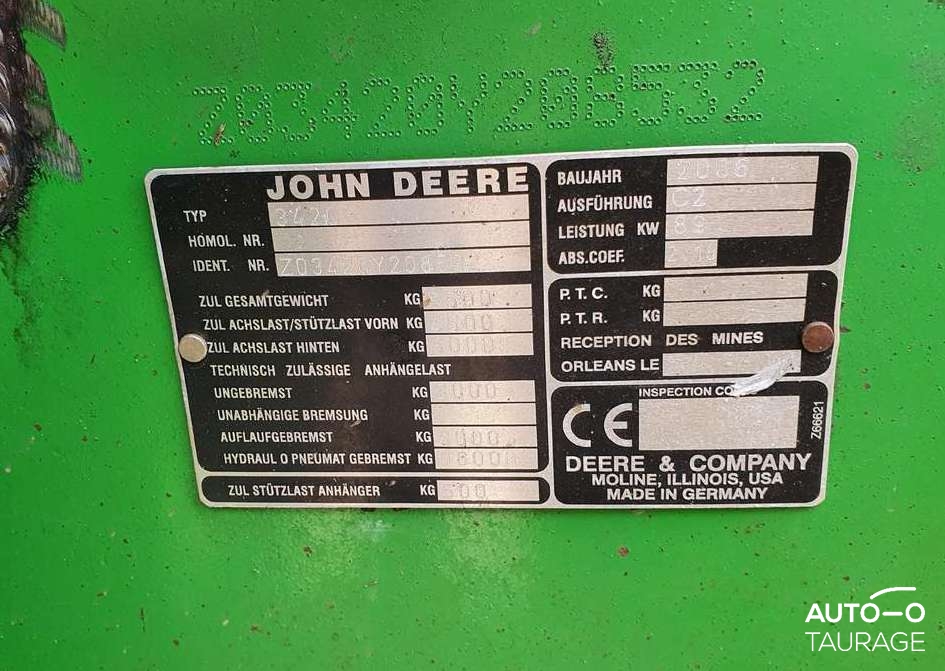 Z03420Y208532
JOHN DEERE
TYP 3420
HOMOL. NR.
IDENT. NR.
ZUL GESAMTGEWICHT KG
ZUL ACHSLAST/STÜTZLAST VORN KG
ZUL ACHSLAST HINTEN KG
TECHNISCH ZULÄSSIGE ANHÄNGELAST
UNGEBREMST KG
UNABHÄNGIGE BREMSUNG KG
AUFLAUFGEBREMST KG
HYDRAUL O PNEUMAT GEBREMST KG
ZUL STÜTZLAST ANHÄNGER KG
BAUJAHR
AUSFÜHRUNG C2
LEISTUNG KW
ABS.COEF.
P.T.C. KG
P.T.R. KG
RECEPTION DES MINES
ORLEANS LE
INSPECTION
CE
DEERE & COMPANY
MOLINE, ILLINOIS, USA
MADE IN GERMANY
Z66621
AUTO-O
TAURAGE